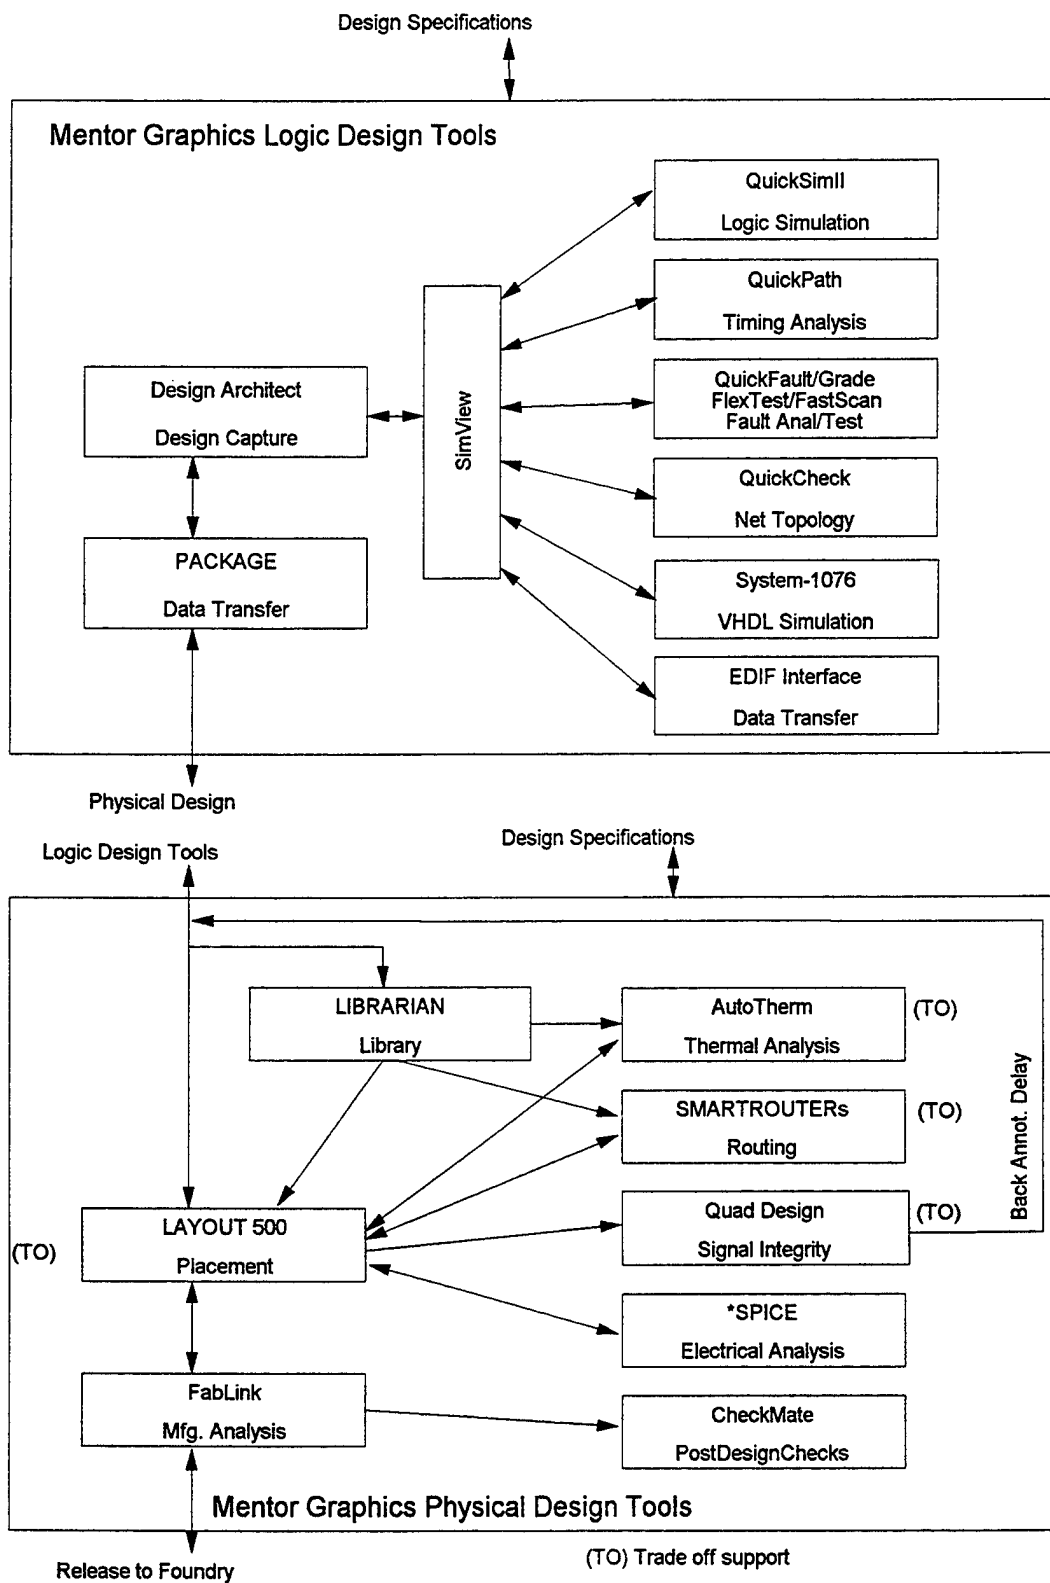 Design Specifications
Mentor Graphics Logic Design Tools
QuickSimII
Logic Simulation
QuickPath
Timing Analysis
QuickFault/Grade
FlexTest/FastScan
Fault Anal/Test
Design Architect
Design Capture
SimView
QuickCheck
Net Topology
PACKAGE
Data Transfer
System-1076
VHDL Simulation
EDIF Interface
Data Transfer
Physical Design
Logic Design Tools
Design Specifications
LIBRARIAN
Library
AutoTherm
Thermal Analysis
(TO)
SMARTROUTERs
Routing
(TO)
Back Annot. Delay
LAYOUT 500
Placement
(TO)
Quad Design
Signal Integrity
(TO)
*SPICE
Electrical Analysis
FabLink
Mfg. Analysis
CheckMate
PostDesignChecks
Mentor Graphics Physical Design Tools
Release to Foundry
(TO) Trade off support